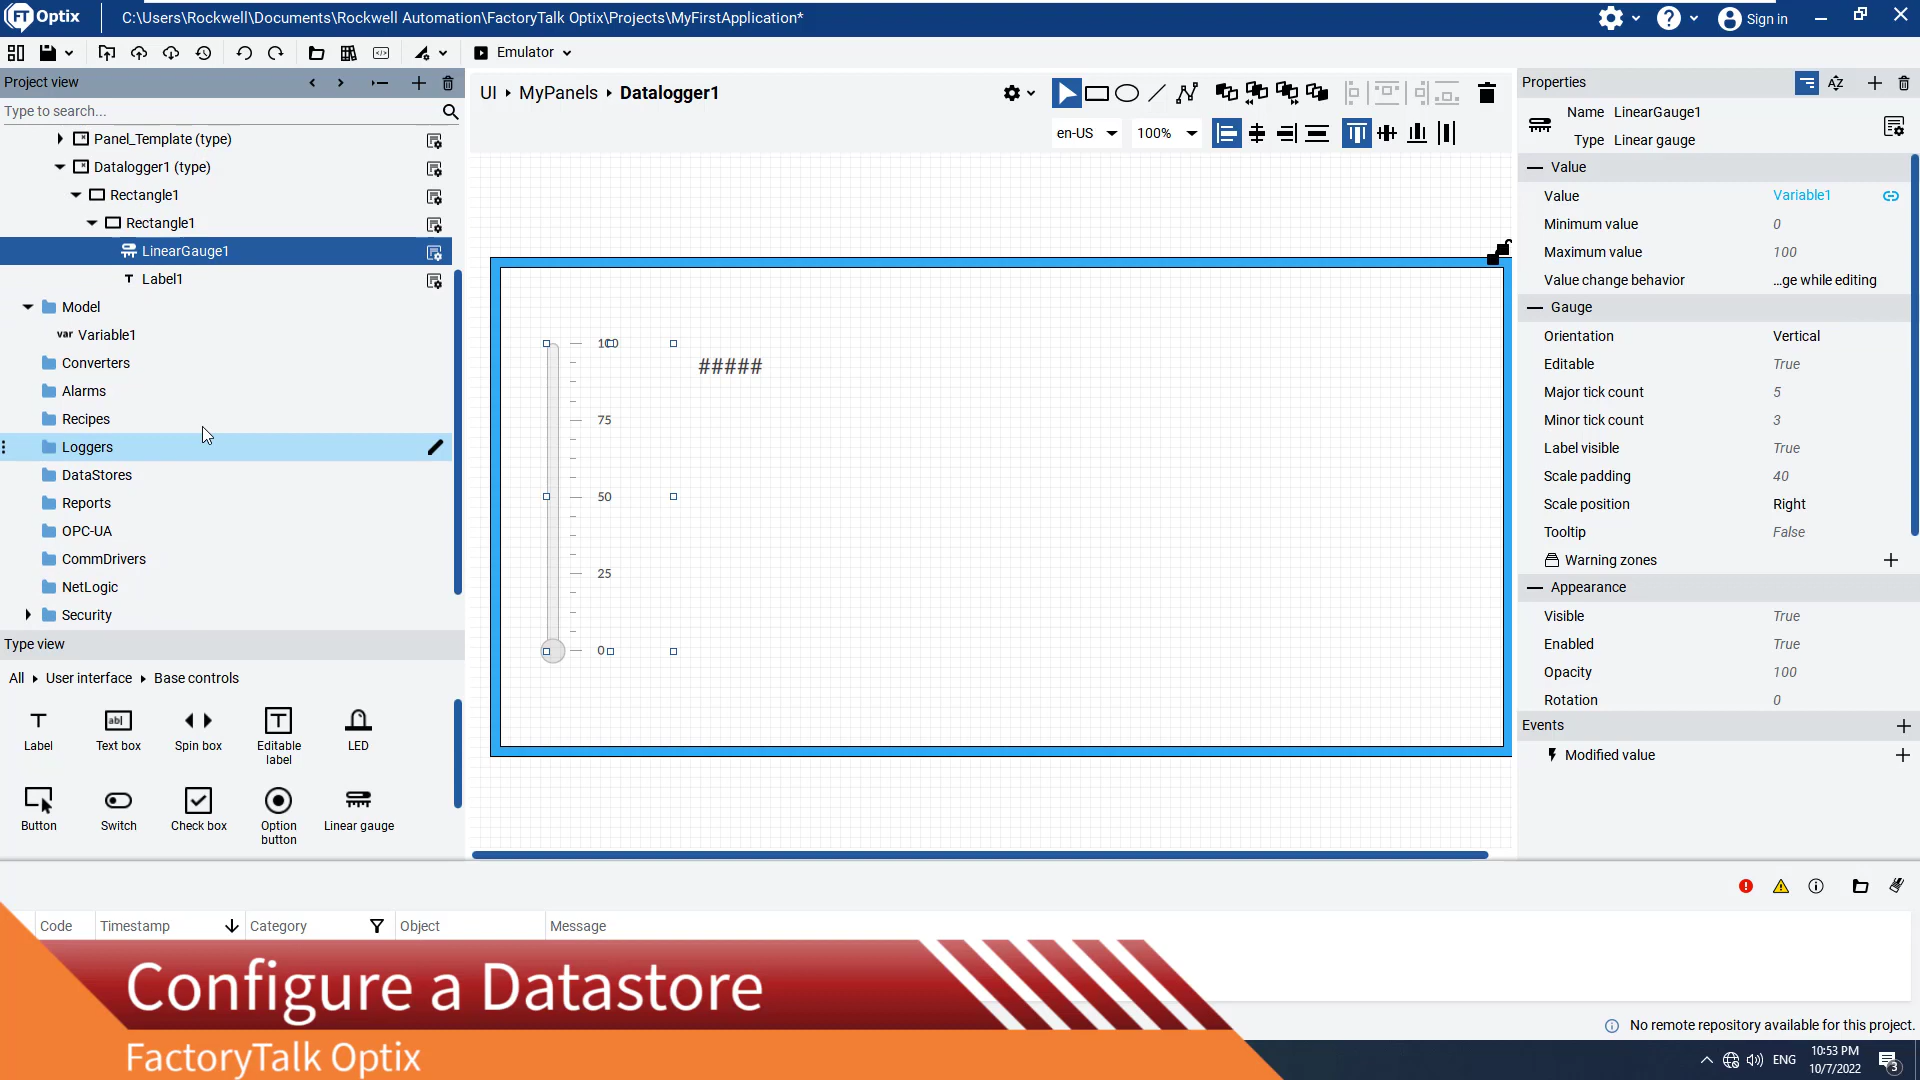 FT Optix
C:\Users\Rockwell\Documents\Rockwell Automation\FactoryTalk Optix\Projects\MyFirstApplication*
Sign in
Emulator
Project view
Type to search...
Panel_Template (type)
Datalogger1 (type)
Rectangle1
Rectangle1
LinearGauge1
Label1
Model
var Variable1
Converters
Alarms
Recipes
Loggers
DataStores
Reports
OPC-UA
CommDrivers
NetLogic
Security
Type view
All User interface Base controls
Label
Text box
Spin box
Editable label
LED
Button
Switch
Check box
Option button
Linear gauge
UI MyPanels Datalogger1
en-US
100%
100
75
50
25
0
#####
Properties
Name LinearGauge1
Type Linear gauge
Value
Value Variable1
Minimum value 0
Maximum value 100
Value change behavior ...ge while editing
Gauge
Orientation Vertical
Editable True
Major tick count 5
Minor tick count 3
Label visible True
Scale padding 40
Scale position Right
Tooltip False
Warning zones
Appearance
Visible True
Enabled True
Opacity 100
Rotation 0
Events
Modified value
Code Timestamp Category Object Message
Configure a Datastore
FactoryTalk Optix
No remote repository available for this project.
ENG
10:53 PM
10/7/2022
3